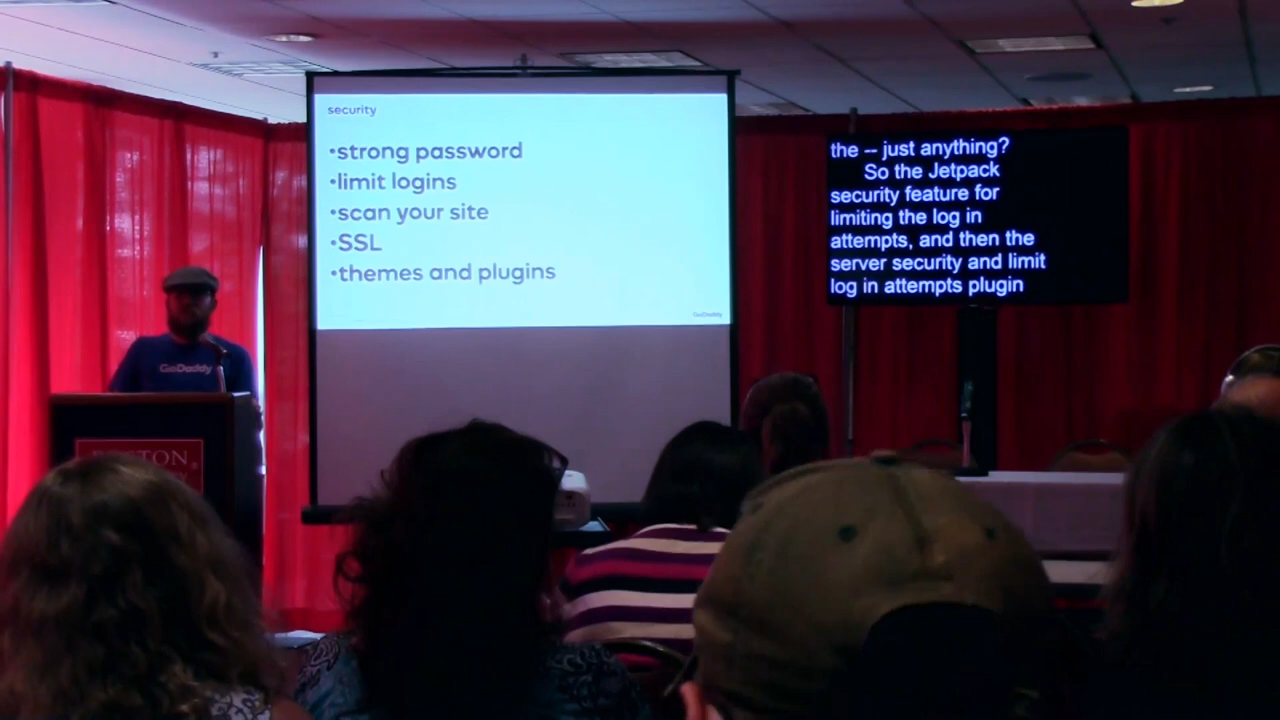 security
•strong password
•limit logins
•scan your site
•SSL
•themes and plugins
GoDaddy
the -- just anything?
So the Jetpack
security feature for
limiting the log in
attempts, and then the
server security and limit
log in attempts plugin
GoDaddy